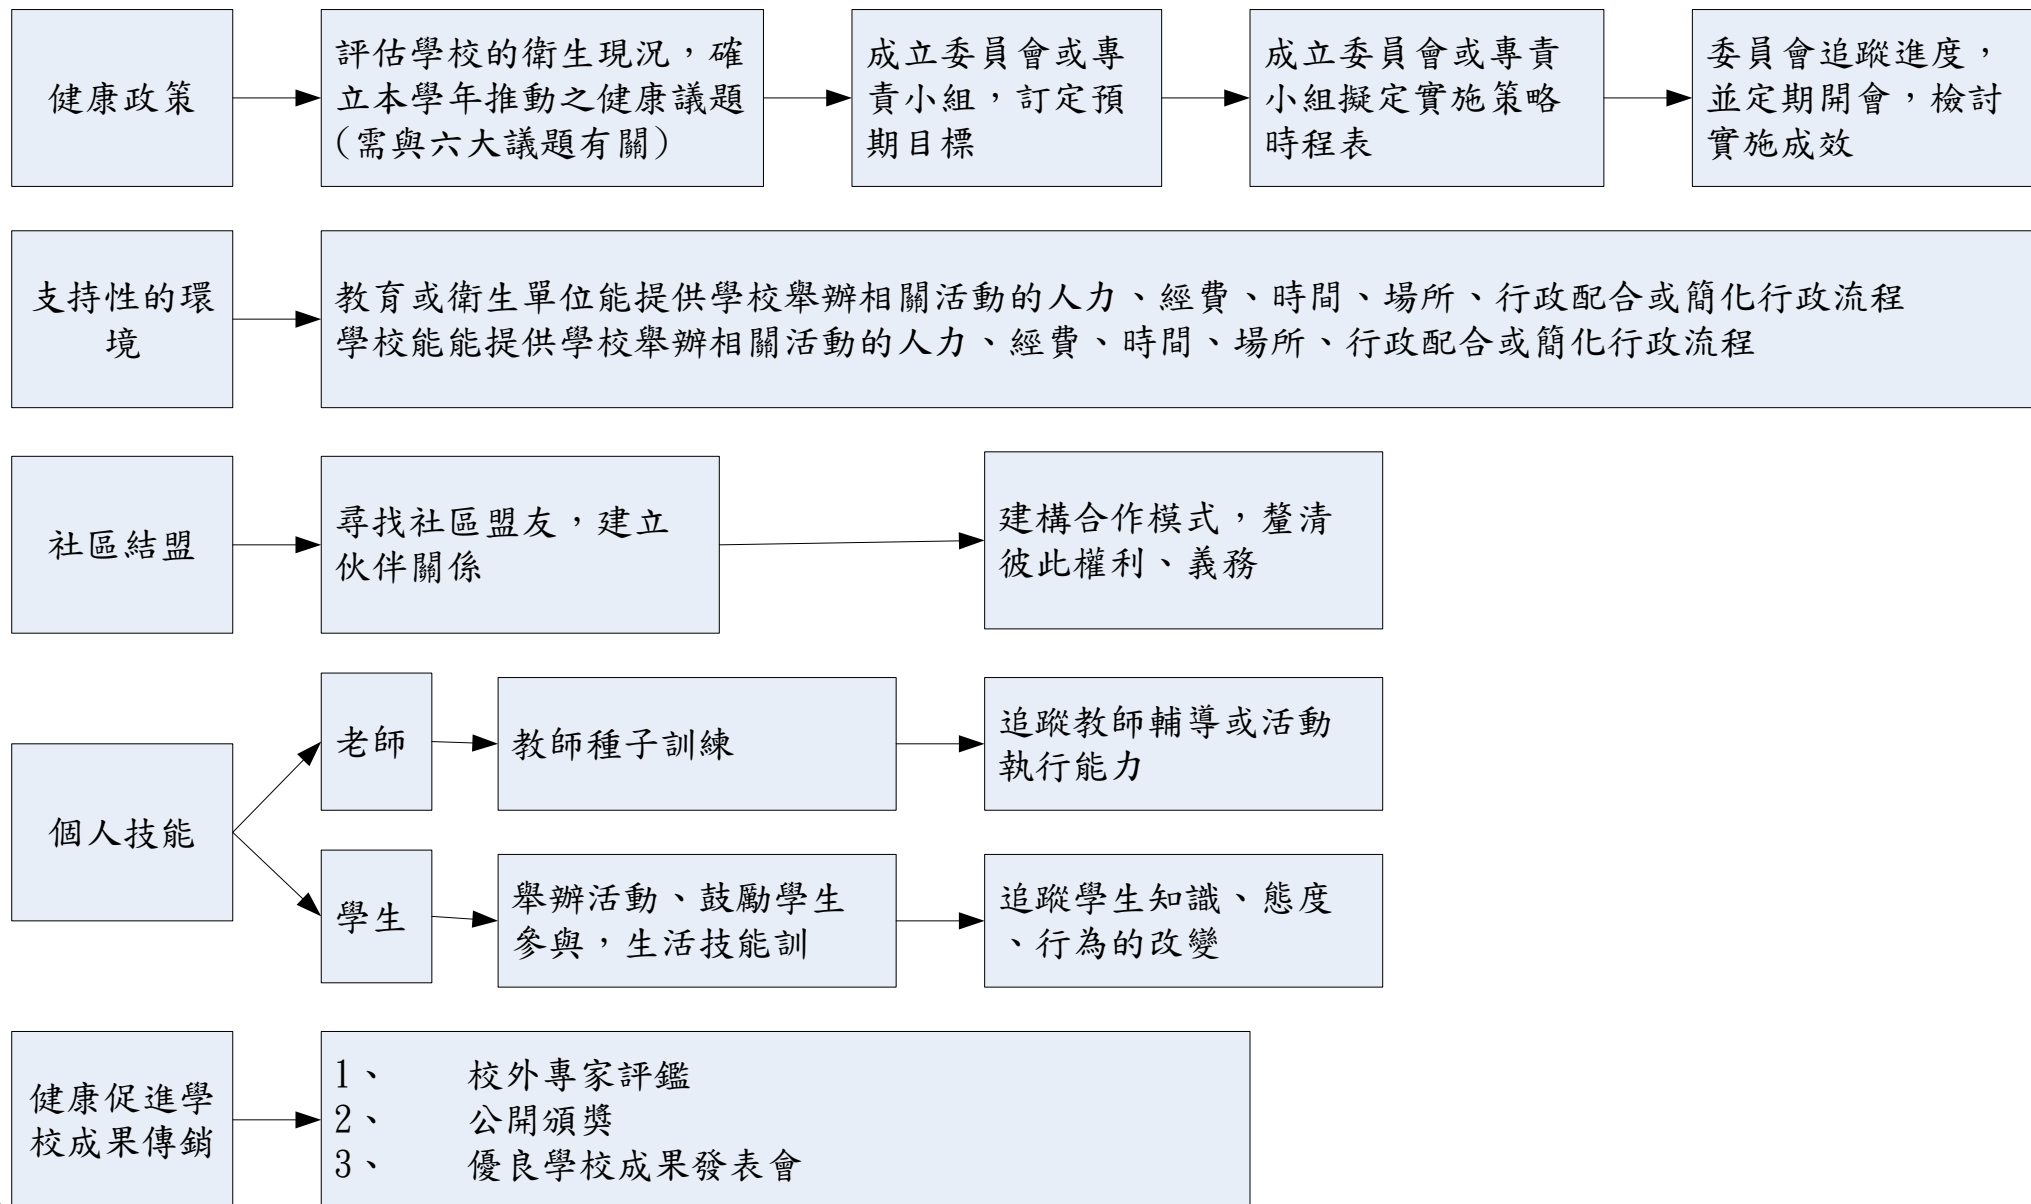 健康政策
評估學校的衛生現況，確
立本學年推動之健康議題
(需與六大議題有關)
成立委員會或專
責小組，訂定預
期目標
成立委員會或專責
小組擬定實施策略
時程表
委員會追蹤進度，
並定期開會，檢討
實施成效
支持性的環
境
教育或衛生單位能提供學校舉辦相關活動的人力、經費、時間、場所、行政配合或簡化行政流程
學校能能提供學校舉辦相關活動的人力、經費、時間、場所、行政配合或簡化行政流程
社區結盟
尋找社區盟友，建立
伙伴關係
建構合作模式，釐清
彼此權利、義務
個人技能
老師
教師種子訓練
追蹤教師輔導或活動
執行能力
學生
舉辦活動、鼓勵學生
參與，生活技能訓
追蹤學生知識、態度
、行為的改變
健康促進學
校成果傳銷
1、 校外專家評鑑
2、 公開頒獎
3、 優良學校成果發表會